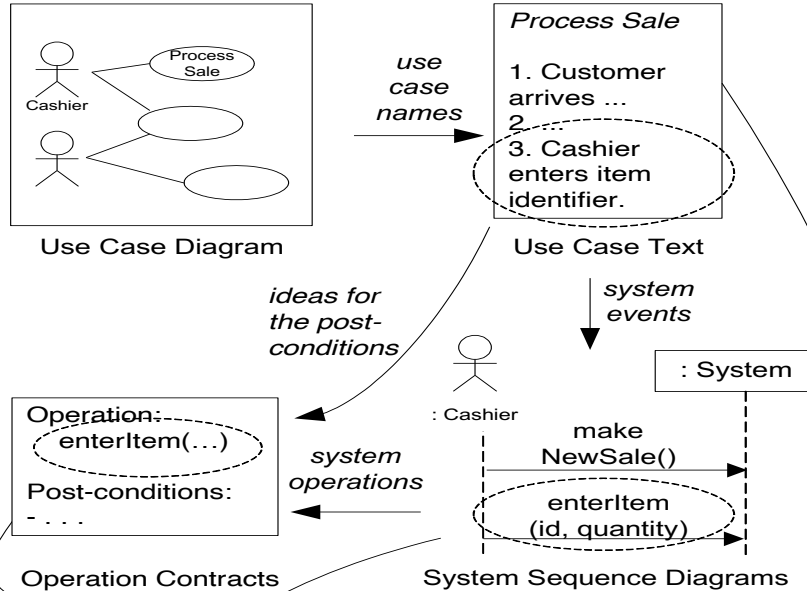 Process
Sale
Cashier
Use Case Diagram
use
case
names
Process Sale
1. Customer
arrives ...
2. ...
3. Cashier
enters item
identifier.
Use Case Text
ideas for
the post-
conditions
system
events
Operation:
enterItem(…)
Post-conditions:
- . . .
Operation Contracts
system
operations
: Cashier
: System
make
NewSale()
enterItem
(id, quantity)
System Sequence Diagrams